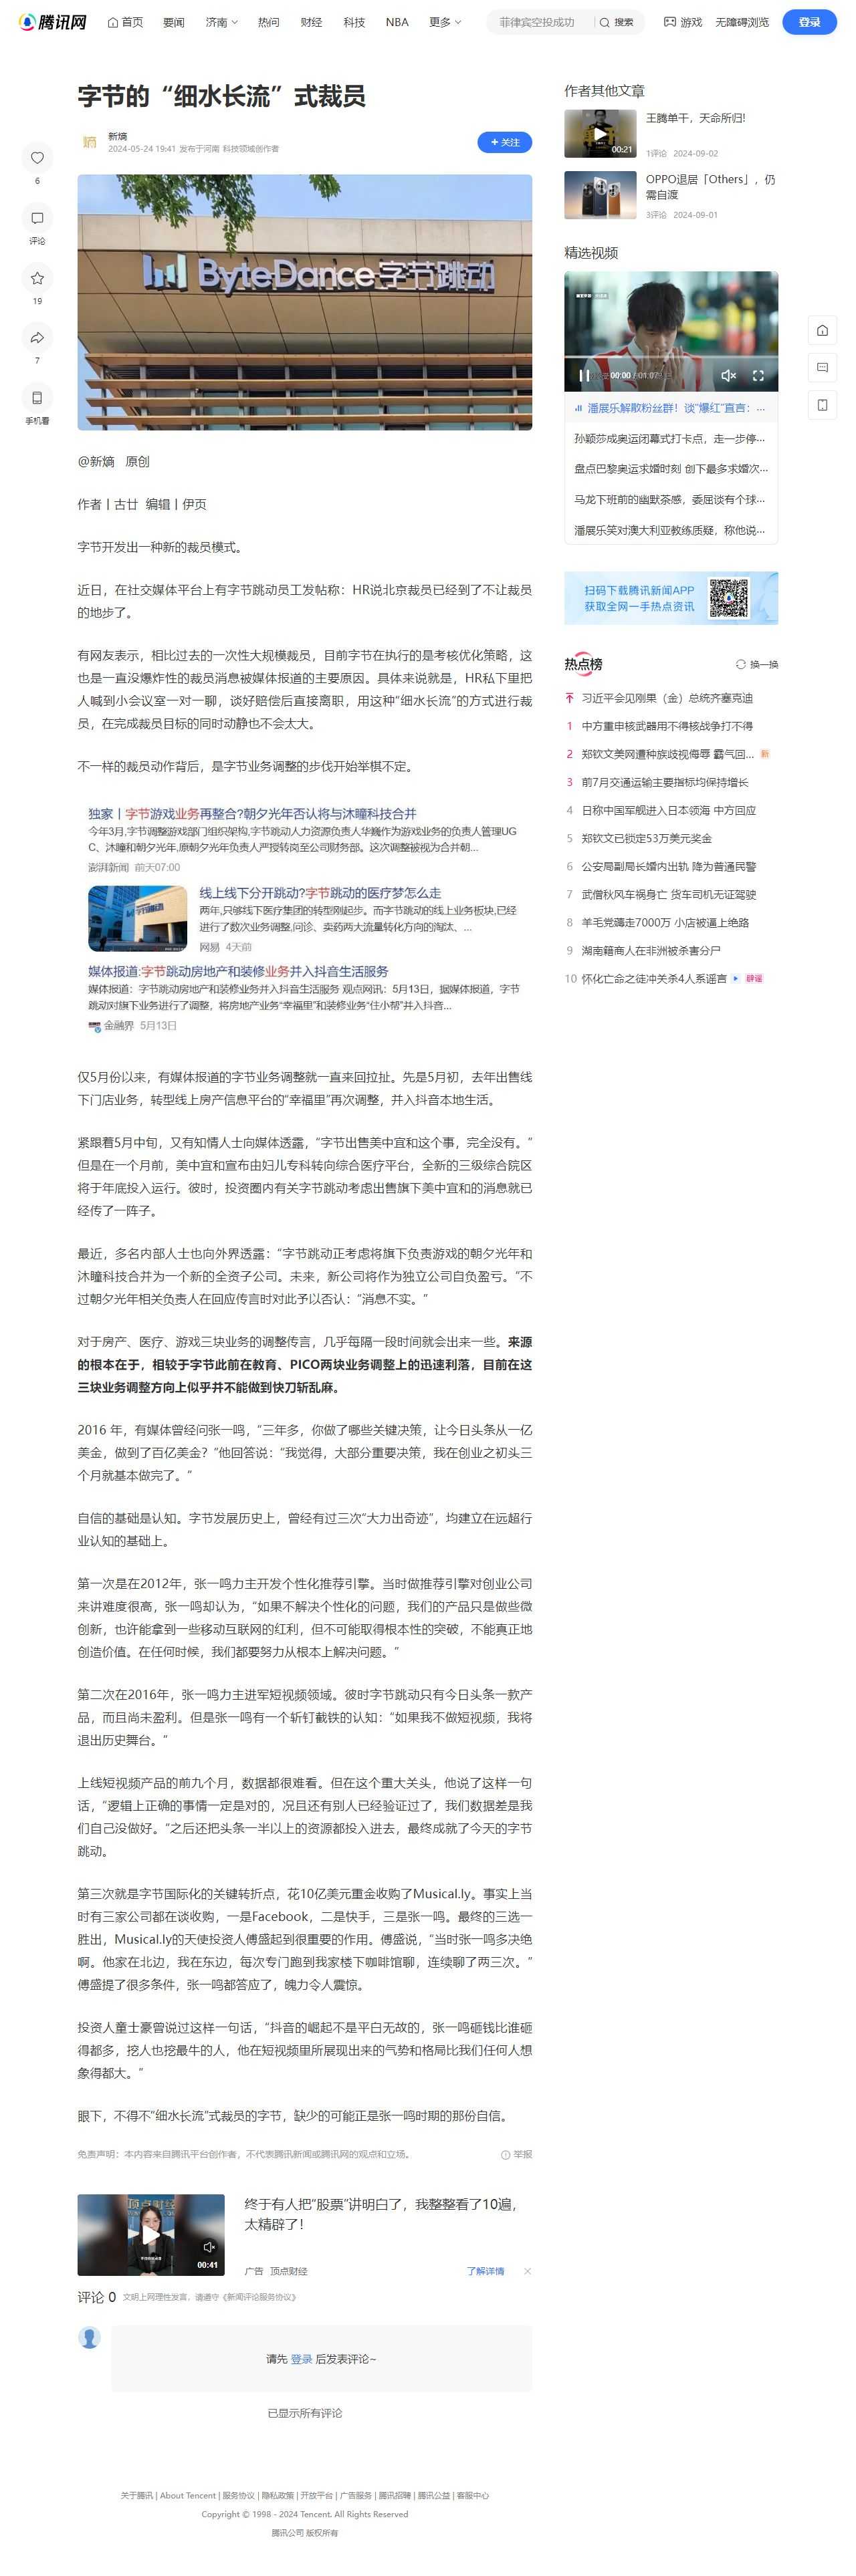 腾讯网 首页 要闻 济南 热问 财经 科技 NBA 更多 菲律宾空投成功 搜索 游戏 无障碍浏览 登录
字节的“细水长流”式裁员
新熵
2024-05-24 19:41 发布于河南 科技领域创作者
+ 关注
6
评论
19
7
手机看
ByteDance字节跳动
@新熵 原创
作者丨古廿 编辑丨伊页
字节开发出一种新的裁员模式。
近日，在社交媒体平台上有字节跳动员工发帖称：HR说北京裁员已经到了不让裁员
的地步了。
有网友表示，相比过去的一次性大规模裁员，目前字节在执行的是考核优化策略，这
也是一直没爆炸性的裁员消息被媒体报道的主要原因。具体来说就是，HR私下里把
人喊到小会议室一对一聊，谈好赔偿后直接离职，用这种“细水长流”的方式进行裁
员，在完成裁员目标的同时动静也不会太大。
不一样的裁员动作背后，是字节业务调整的步伐开始举棋不定。
独家丨字节游戏业务再整合?朝夕光年否认将与沐瞳科技合并
今年3月,字节调整游戏部门组织架构,字节跳动人力资源负责人华巍作为游戏业务的负责人管理UG
C、沐瞳和朝夕光年,原朝夕光年负责人严授转岗至公司财务部。这次调整被视为合并朝...
澎湃新闻 前天07:00
线上线下分开跳动?字节跳动的医疗梦怎么走
两年,只够线下医疗集团的转型刚起步。而字节跳动的线上业务板块,已经
进行了数次业务调整,问诊、卖药两大流量转化方向的淘汰、...
网易 4天前
媒体报道:字节跳动房地产和装修业务并入抖音生活服务
媒体报道：字节跳动房地产和装修业务并入抖音生活服务 观点网讯：5月13日，据媒体报道，字节
跳动对旗下业务进行了调整，将房地产业务“幸福里”和装修业务“住小帮”并入抖音...
金融界 5月13日
仅5月份以来，有媒体报道的字节业务调整就一直来回拉扯。先是5月初，去年出售线
下门店业务，转型线上房产信息平台的“幸福里”再次调整，并入抖音本地生活。
紧跟着5月中旬，又有知情人士向媒体透露，“字节出售美中宜和这个事，完全没有。”
但是在一个月前，美中宜和宣布由妇儿专科转向综合医疗平台，全新的三级综合院区
将于年底投入运行。彼时，投资圈内有关字节跳动考虑出售旗下美中宜和的消息就已
经传了一阵子。
最近，多名内部人士也向外界透露：“字节跳动正考虑将旗下负责游戏的朝夕光年和
沐瞳科技合并为一个新的全资子公司。未来，新公司将作为独立公司自负盈亏。”不
过朝夕光年相关负责人在回应传言时对此予以否认：“消息不实。”
对于房产、医疗、游戏三块业务的调整传言，几乎每隔一段时间就会出来一些。来源
的根本在于，相较于字节此前在教育、PICO两块业务调整上的迅速利落，目前在这
三块业务调整方向上似乎并不能做到快刀斩乱麻。
2016 年，有媒体曾经问张一鸣，“三年多，你做了哪些关键决策，让今日头条从一亿
美金，做到了百亿美金？”他回答说：“我觉得，大部分重要决策，我在创业之初头三
个月就基本做完了。”
自信的基础是认知。字节发展历史上，曾经有过三次“大力出奇迹”，均建立在远超行
业认知的基础上。
第一次是在2012年，张一鸣力主开发个性化推荐引擎。当时做推荐引擎对创业公司
来讲难度很高，张一鸣却认为，“如果不解决个性化的问题，我们的产品只是做些微
创新，也许能拿到一些移动互联网的红利，但不可能取得根本性的突破，不能真正地
创造价值。在任何时候，我们都要努力从根本上解决问题。”
第二次在2016年，张一鸣力主进军短视频领域。彼时字节跳动只有今日头条一款产
品，而且尚未盈利。但是张一鸣有一个斩钉截铁的认知：“如果我不做短视频，我将
退出历史舞台。”
上线短视频产品的前九个月，数据都很难看。但在这个重大关头，他说了这样一句
话，“逻辑上正确的事情一定是对的，况且还有别人已经验证过了，我们数据差是我
们自己没做好。“之后还把头条一半以上的资源都投入进去，最终成就了今天的字节
跳动。
第三次就是字节国际化的关键转折点，花10亿美元重金收购了Musical.ly。事实上当
时有三家公司都在谈收购，一是Facebook，二是快手，三是张一鸣。最终的三选一
胜出，Musical.ly的天使投资人傅盛起到很重要的作用。傅盛说，“当时张一鸣多决绝
啊。他家在北边，我在东边，每次专门跑到我家楼下咖啡馆聊，连续聊了两三次。”
傅盛提了很多条件，张一鸣都答应了，魄力令人震惊。
投资人童士豪曾说过这样一句话，“抖音的崛起不是平白无故的，张一鸣砸钱比谁砸
得都多，挖人也挖最牛的人，他在短视频里所展现出来的气势和格局比我们任何人想
象得都大。”
眼下，不得不“细水长流”式裁员的字节，缺少的可能正是张一鸣时期的那份自信。
免责声明：本内容来自腾讯平台创作者，不代表腾讯新闻或腾讯网的观点和立场。
举报
终于有人把“股票”讲明白了，我整整看了10遍，
太精辟了！
00:41
广告 顶点财经
了解详情
评论 0 文明上网理性发言，请遵守《新闻评论服务协议》
请先 登录 后发表评论~
已显示所有评论
作者其他文章
王腾单干，天命所归!
00:21
1评论 2024-09-02
OPPO退居「Others」，仍
需自渡
3评论 2024-09-01
精选视频
00:00 / 01:07
潘展乐解散粉丝群！谈“爆红”直言：...
孙颖莎成奥运闭幕式打卡点，走一步停...
盘点巴黎奥运求婚时刻 创下最多求婚次...
马龙下班前的幽默茶感，委屈谈有个球...
潘展乐笑对澳大利亚教练质疑，称他说...
扫码下载腾讯新闻APP
获取全网一手热点资讯
热点榜
换一换
习近平会见刚果（金）总统齐塞克迪
1 中方重申核武器用不得核战争打不得
2 郑钦文美网遭种族歧视侮辱 霸气回... 新
3 前7月交通运输主要指标均保持增长
4 日称中国军舰进入日本领海 中方回应
5 郑钦文已锁定53万美元奖金
6 公安局副局长婚内出轨 降为普通民警
7 武僧秋风车祸身亡 货车司机无证驾驶
8 羊毛党薅走7000万 小店被逼上绝路
9 湖南籍商人在非洲被杀害分尸
10 怀化亡命之徒冲关杀4人系谣言 辟谣
关于腾讯 | About Tencent | 服务协议 | 隐私政策 | 开放平台 | 广告服务 | 腾讯招聘 | 腾讯公益 | 客服中心
Copyright © 1998 - 2024 Tencent. All Rights Reserved
腾讯公司 版权所有